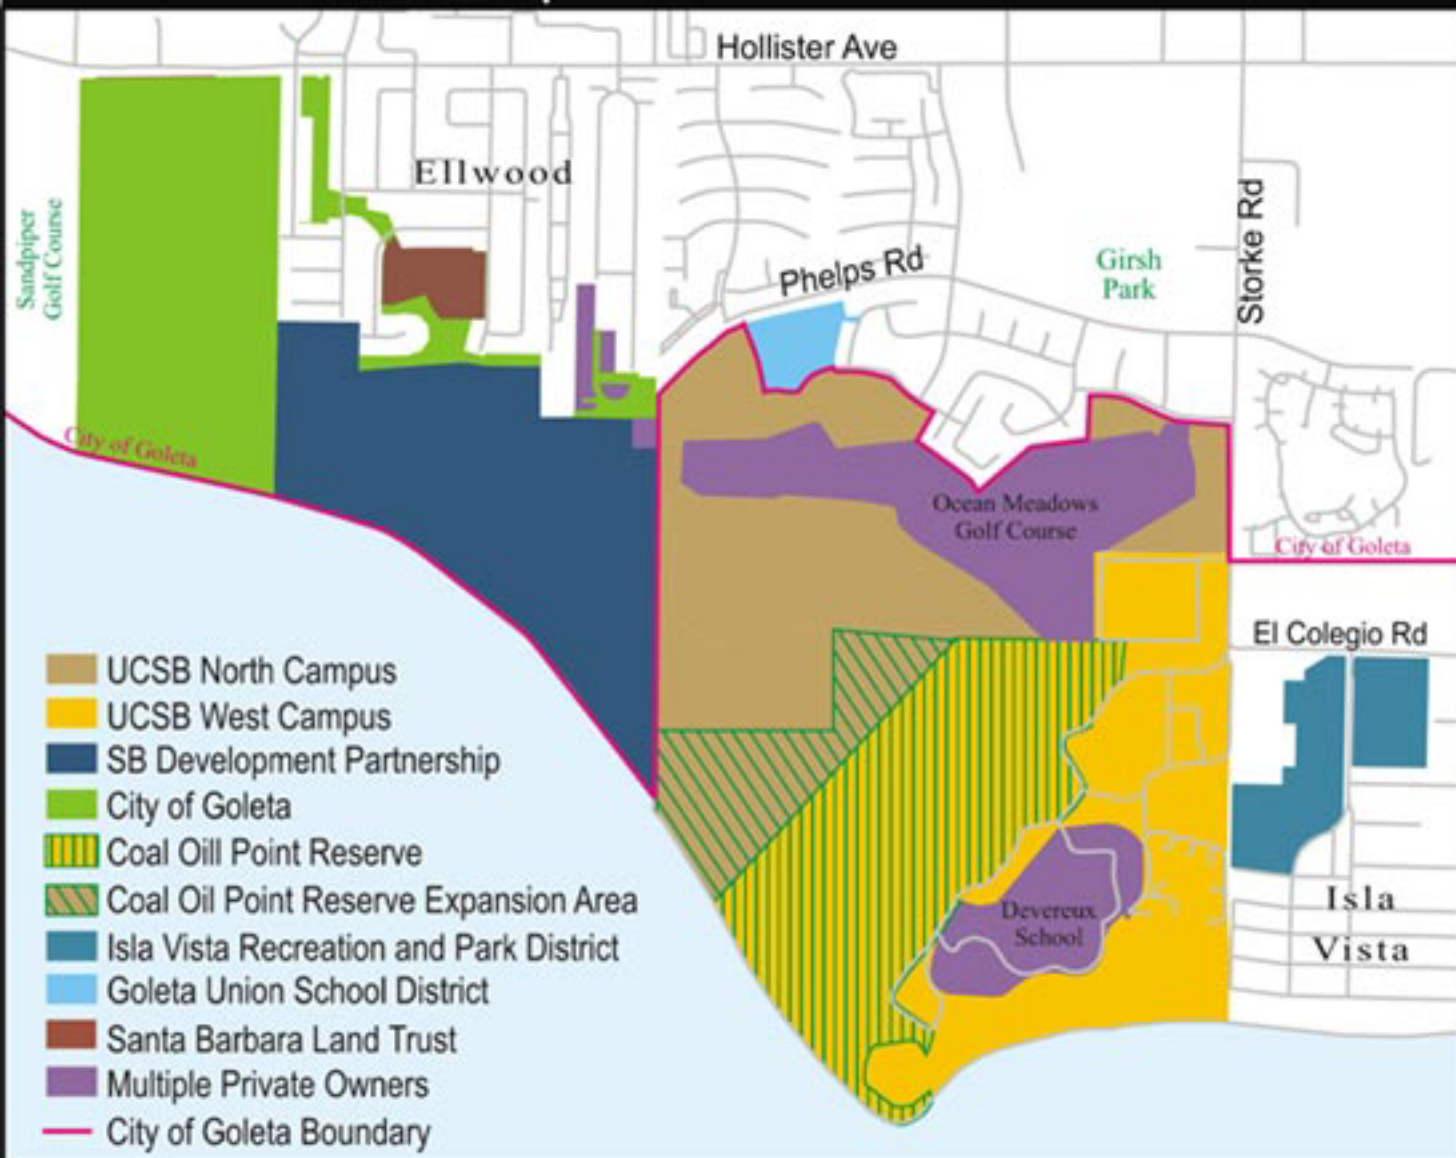 Hollister Ave
Ellwood
Sandpiper
Golf Course
Phelps Rd
Girsh
Park
Storke Rd
City of Goleta
Ocean Meadows
Golf Course
City of Goleta
El Colegio Rd
Devereux
School
Isla
Vista
UCSB North Campus
UCSB West Campus
SB Development Partnership
City of Goleta
Coal Oill Point Reserve
Coal Oil Point Reserve Expansion Area
Isla Vista Recreation and Park District
Goleta Union School District
Santa Barbara Land Trust
Multiple Private Owners
City of Goleta Boundary